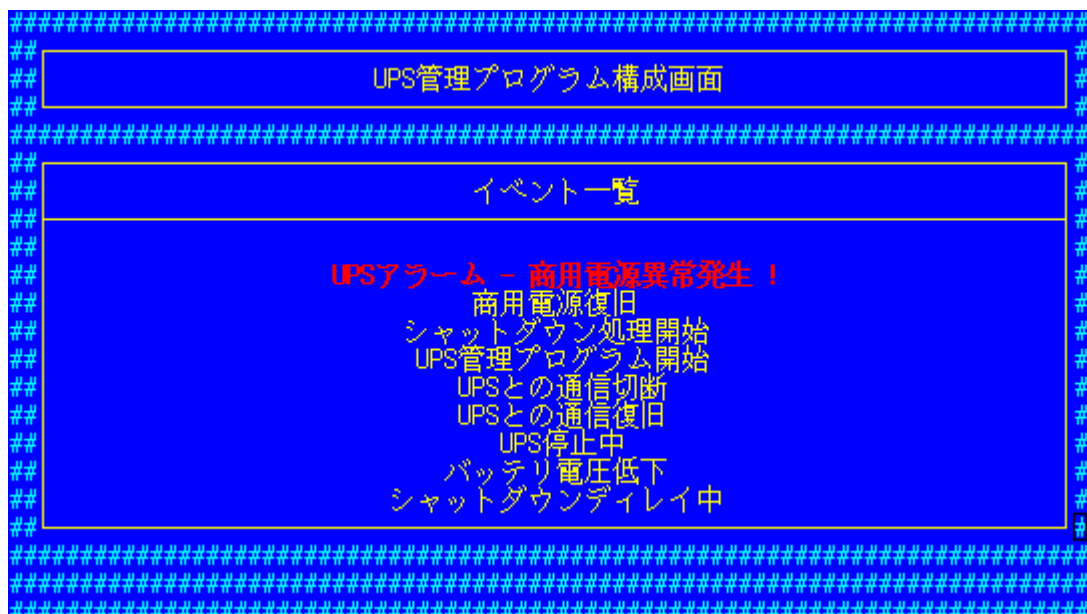 UPS管理プログラム構成画面
イベント一覧
UPSアラーム - 商用電源異常発生 !
商用電源復旧
シャットダウン処理開始
UPS管理プログラム開始
UPSとの通信切断
UPSとの通信復旧
UPS停止中
バッテリ電圧低下
シャットダウンディレイ中